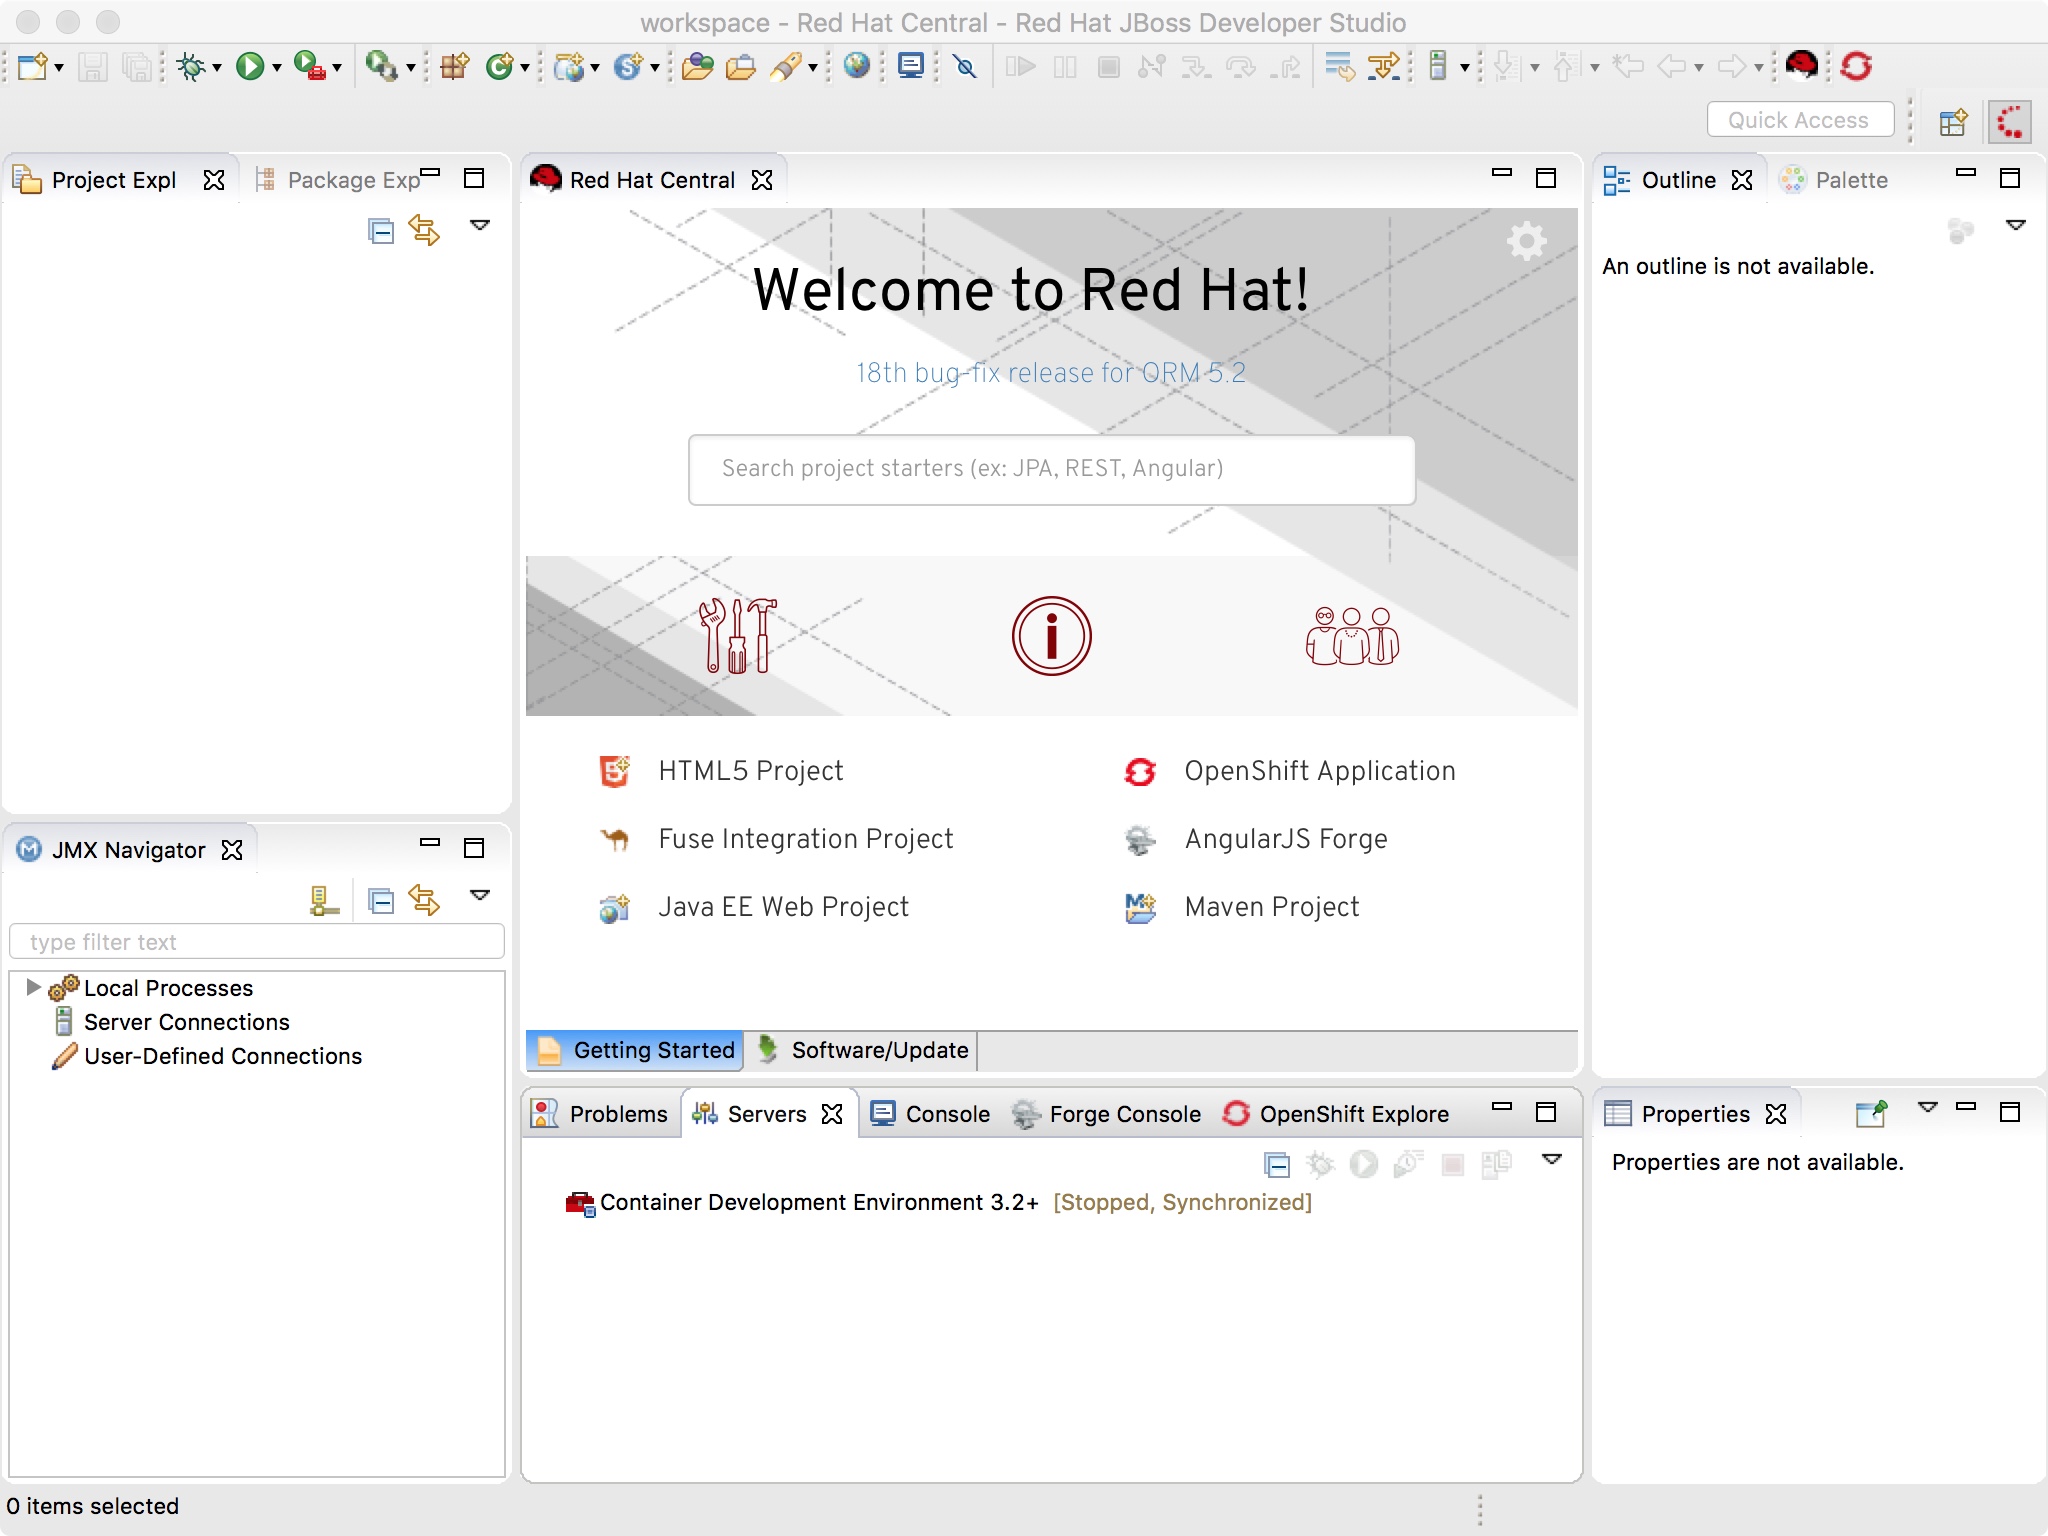 workspace - Red Hat Central - Red Hat JBoss Developer Studio
Quick Access
Project Expl
Package Exp
Red Hat Central
Outline
Palette
An outline is not available.
Welcome to Red Hat!
18th bug-fix release for ORM 5.2
Search project starters (ex: JPA, REST, Angular)
HTML5 Project
OpenShift Application
Fuse Integration Project
AngularJS Forge
Java EE Web Project
Maven Project
Getting Started
Software/Update
JMX Navigator
type filter text
Local Processes
Server Connections
User-Defined Connections
Problems
Servers
Console
Forge Console
OpenShift Explore
Container Development Environment 3.2+ [Stopped, Synchronized]
Properties
Properties are not available.
0 items selected